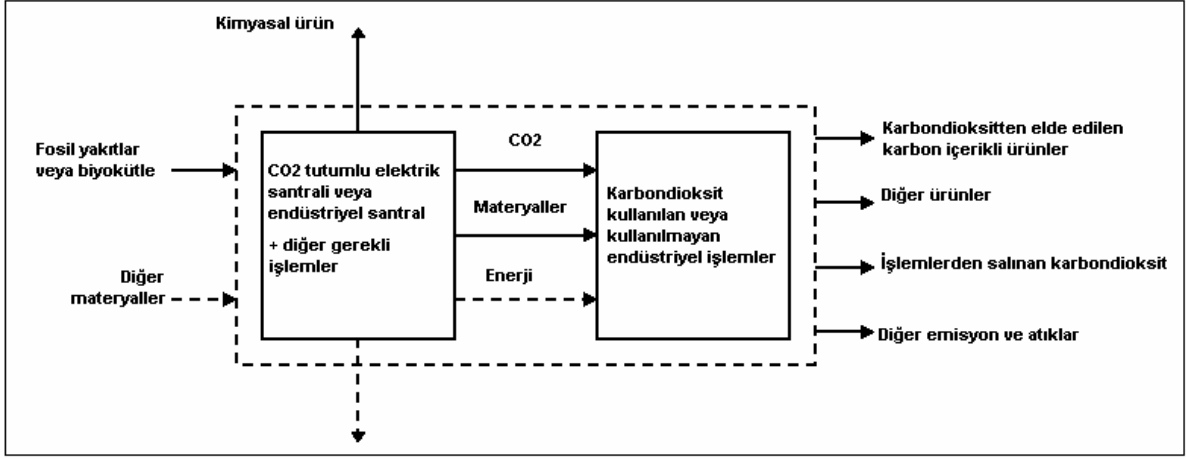 Kimyasal ürün
Fosil yakıtlar
veya biyokütle
Diğer
materyaller
CO2 tutumlu elektrik
santrali veya
endüstriyel santral
+ diğer gerekli
işlemler
CO2
Materyaller
Enerji
Karbondioksit
kullanılan veya
kullanılmayan
endüstriyel işlemler
Karbondioksitten elde edilen
karbon içerikli ürünler
Diğer ürünler
İşlemlerden salınan karbondioksit
Diğer emisyon ve atıklar